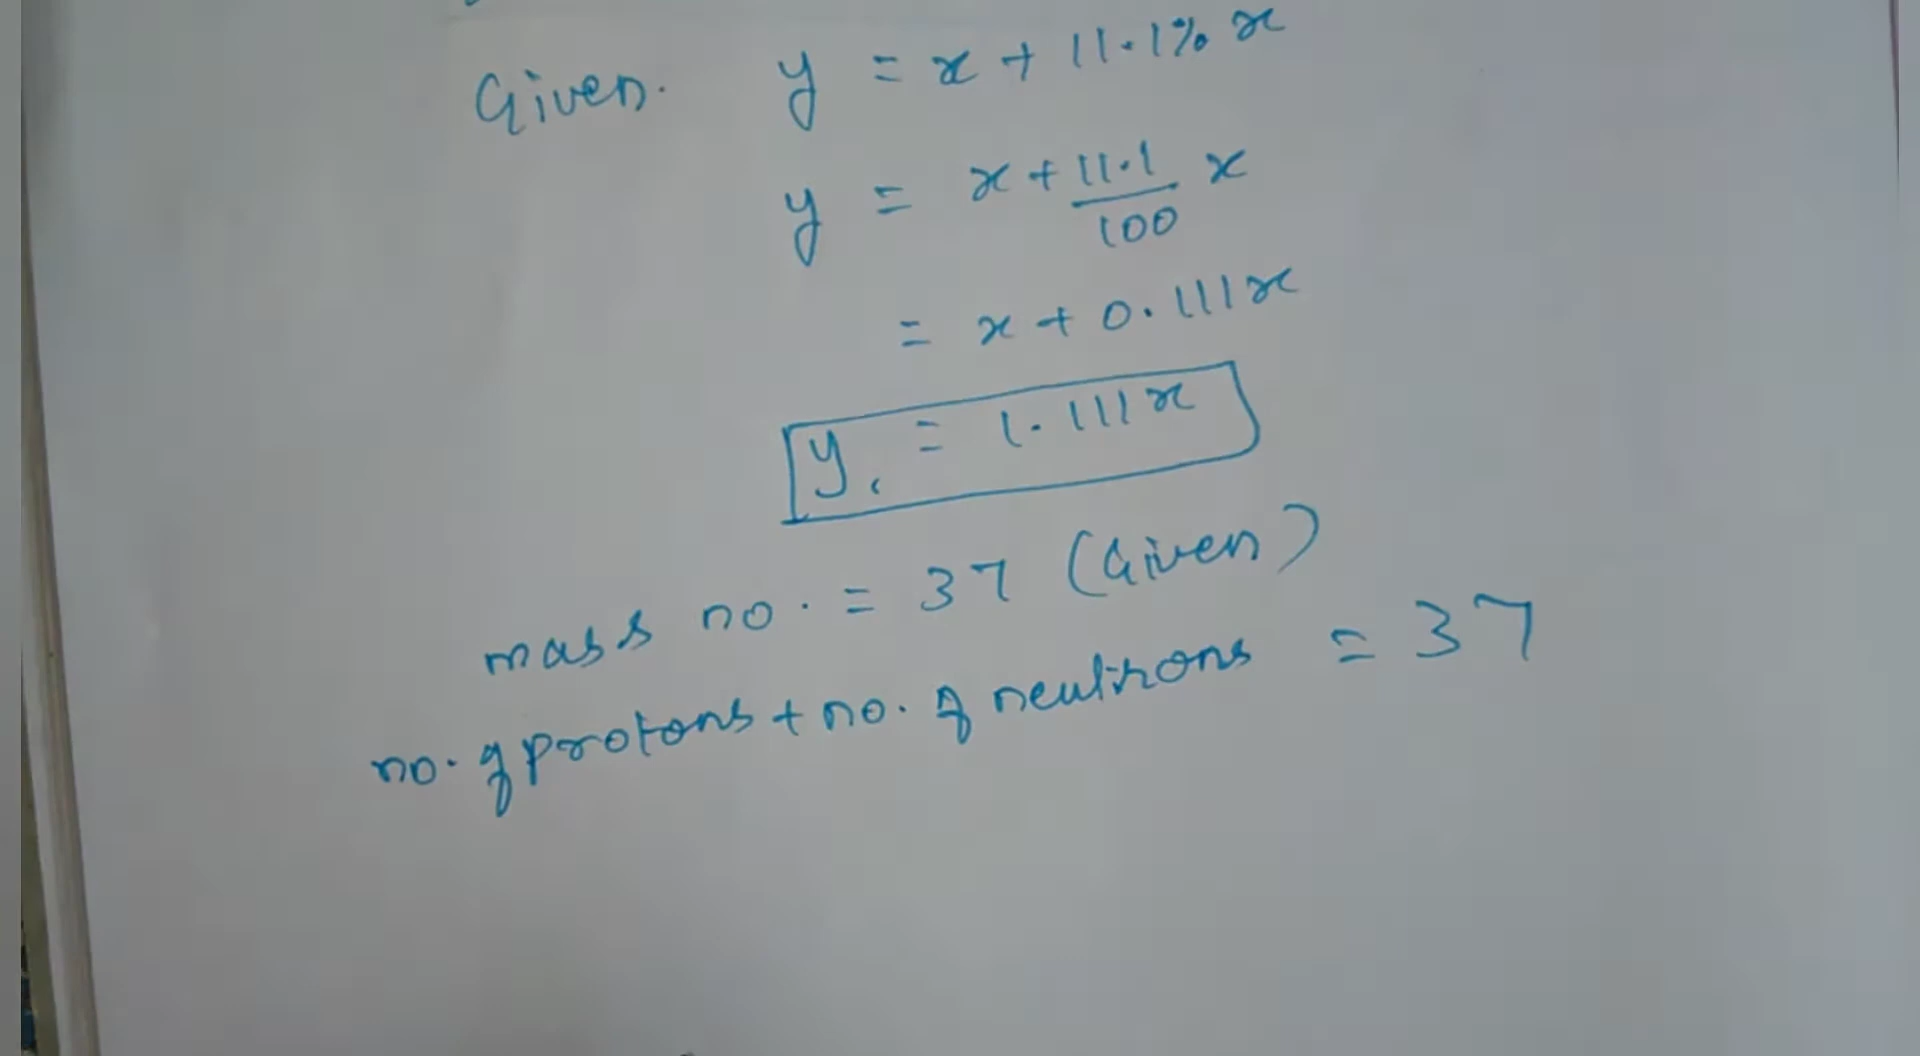 Given. y = x + 11.1% x
y = x + 11.1/100 x
= x + 0.111x
y, = 1.111x
mass no. = 37 (Given)
no. of protons + no. of neutrons = 37